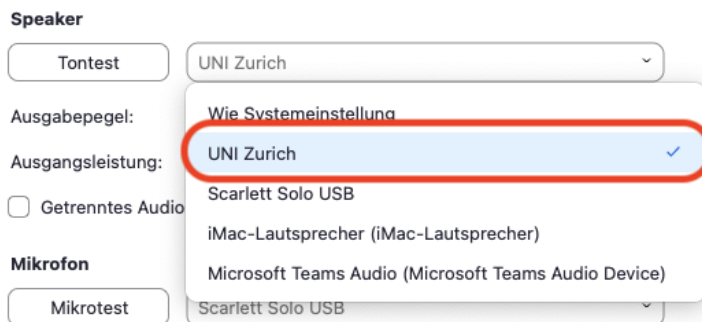 Speaker
Tontest
UNI Zurich
Ausgabepegel:
Wie Systemeinstellung
UNI Zurich
Ausgangsleistung:
Scarlett Solo USB
Getrenntes Audio
iMac-Lautsprecher (iMac-Lautsprecher)
Mikrofon
Microsoft Teams Audio (Microsoft Teams Audio Device)
Mikrotest
Scarlett Solo USB